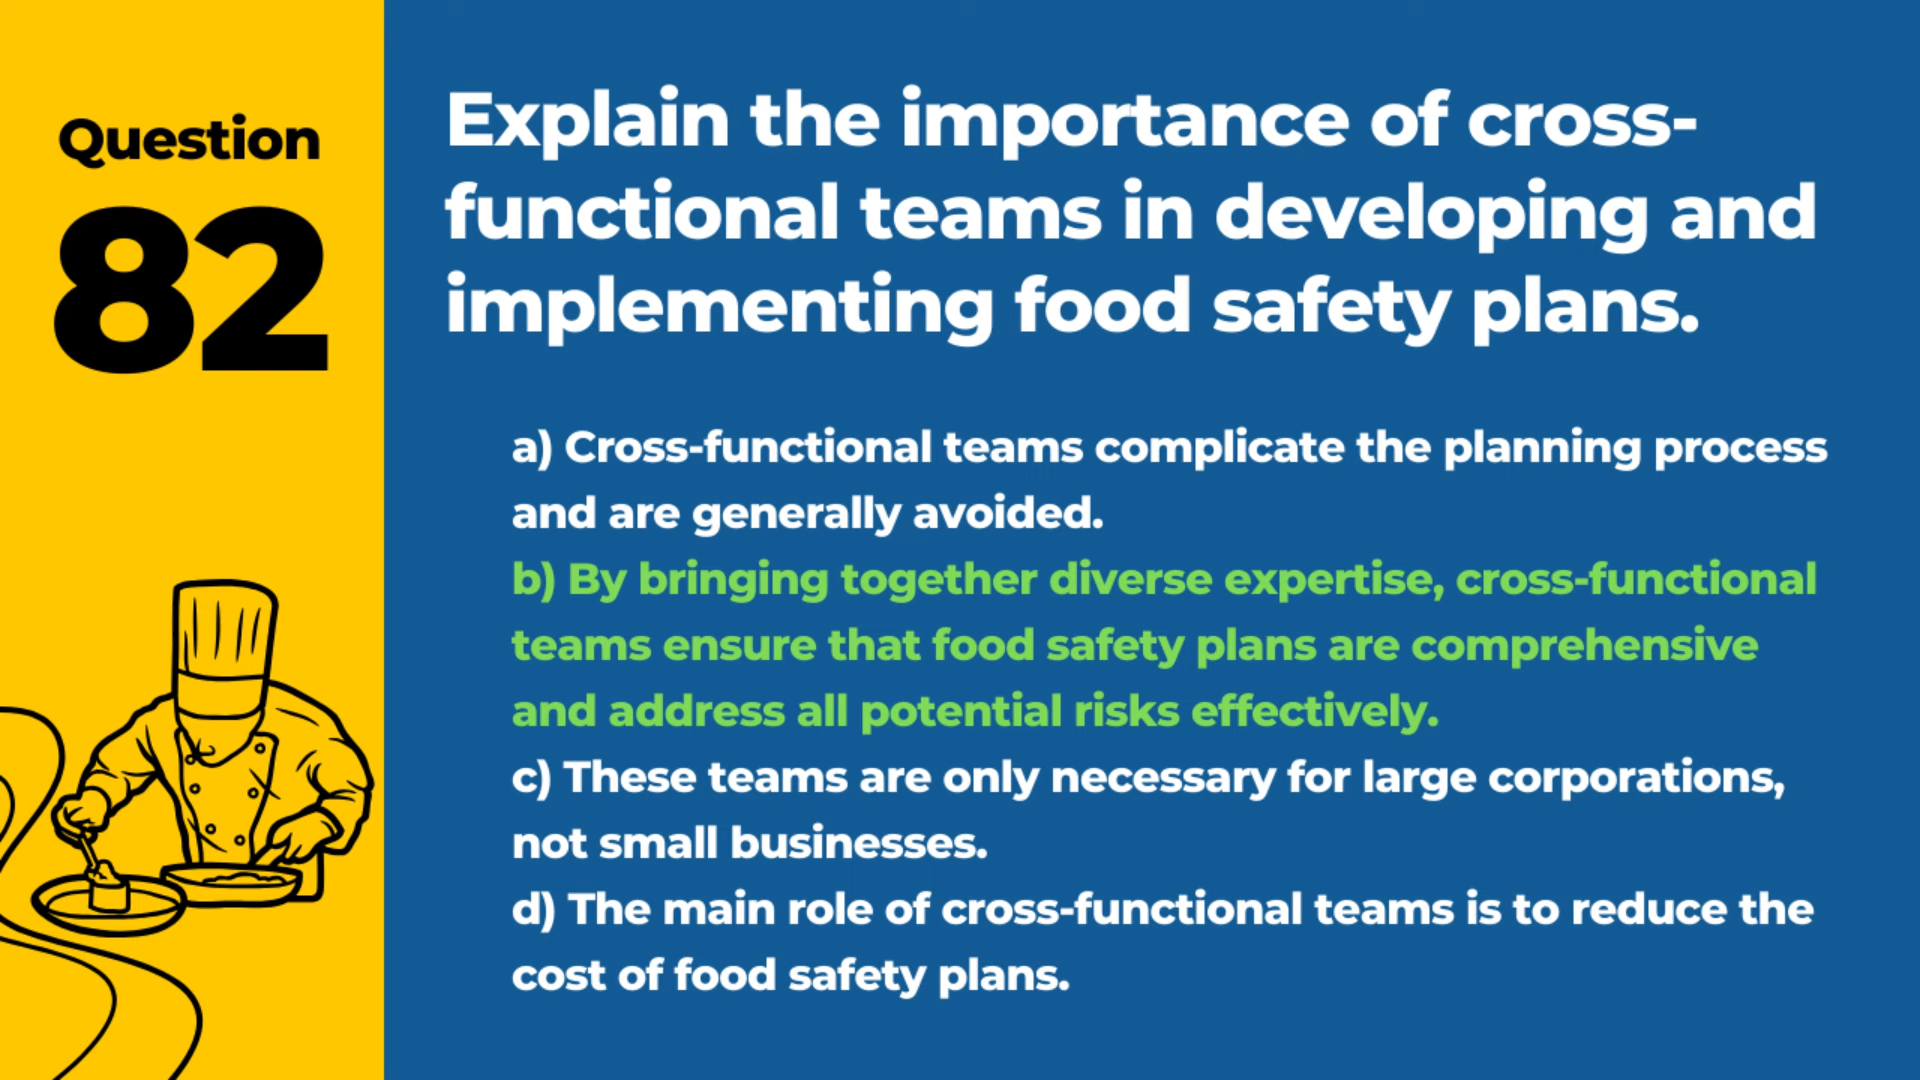 Question
82
Explain the importance of cross-
functional teams in developing and
implementing food safety plans.
a) Cross-functional teams complicate the planning process
and are generally avoided.
b) By bringing together diverse expertise, cross-functional
teams ensure that food safety plans are comprehensive
and address all potential risks effectively.
c) These teams are only necessary for large corporations,
not small businesses.
d) The main role of cross-functional teams is to reduce the
cost of food safety plans.